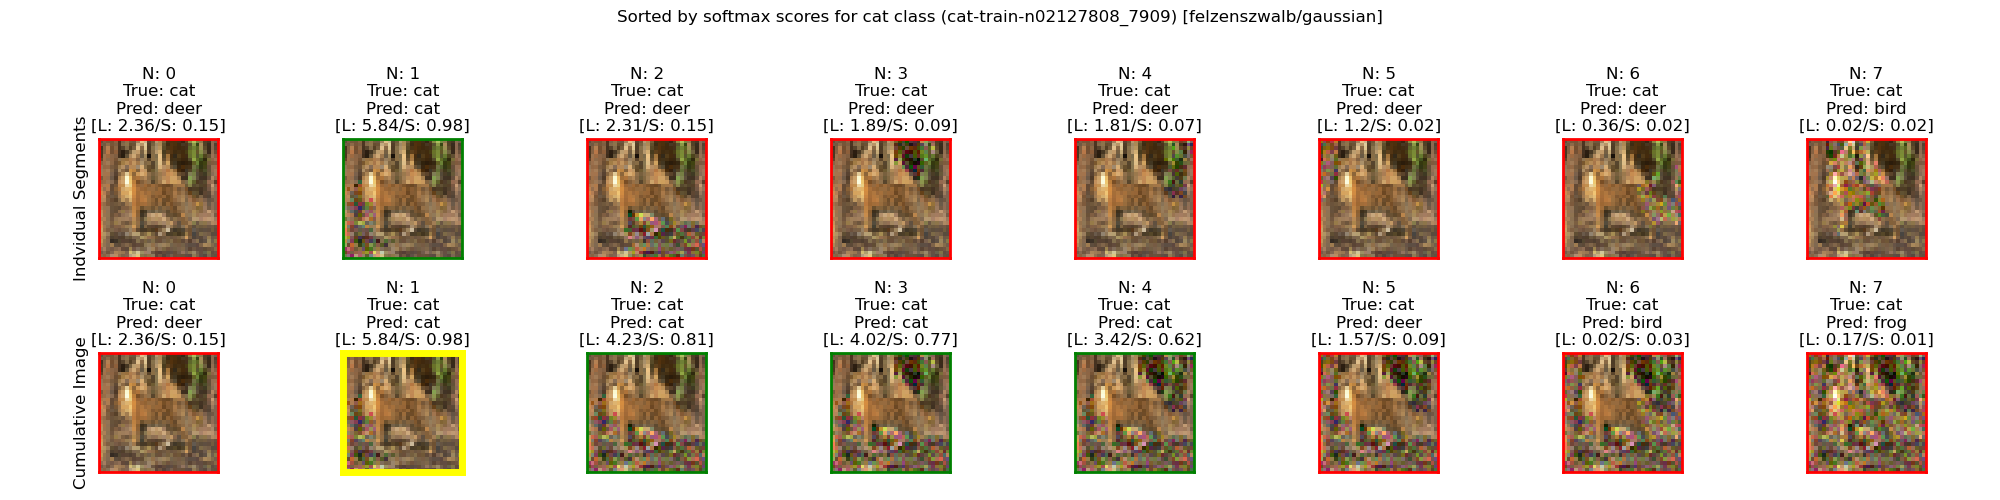 Sorted by softmax scores for cat class (cat-train-n02127808_7909) [felzenszwalb/gaussian]
Indvidual Segments
N: 0
True: cat
Pred: deer
[L: 2.36/S: 0.15]
N: 1
True: cat
Pred: cat
[L: 5.84/S: 0.98]
N: 2
True: cat
Pred: deer
[L: 2.31/S: 0.15]
N: 3
True: cat
Pred: deer
[L: 1.89/S: 0.09]
N: 4
True: cat
Pred: deer
[L: 1.81/S: 0.07]
N: 5
True: cat
Pred: deer
[L: 1.2/S: 0.02]
N: 6
True: cat
Pred: deer
[L: 0.36/S: 0.02]
N: 7
True: cat
Pred: bird
[L: 0.02/S: 0.02]
Cumulative Image
N: 0
True: cat
Pred: deer
[L: 2.36/S: 0.15]
N: 1
True: cat
Pred: cat
[L: 5.84/S: 0.98]
N: 2
True: cat
Pred: cat
[L: 4.23/S: 0.81]
N: 3
True: cat
Pred: cat
[L: 4.02/S: 0.77]
N: 4
True: cat
Pred: cat
[L: 3.42/S: 0.62]
N: 5
True: cat
Pred: deer
[L: 1.57/S: 0.09]
N: 6
True: cat
Pred: bird
[L: 0.02/S: 0.03]
N: 7
True: cat
Pred: frog
[L: 0.17/S: 0.01]